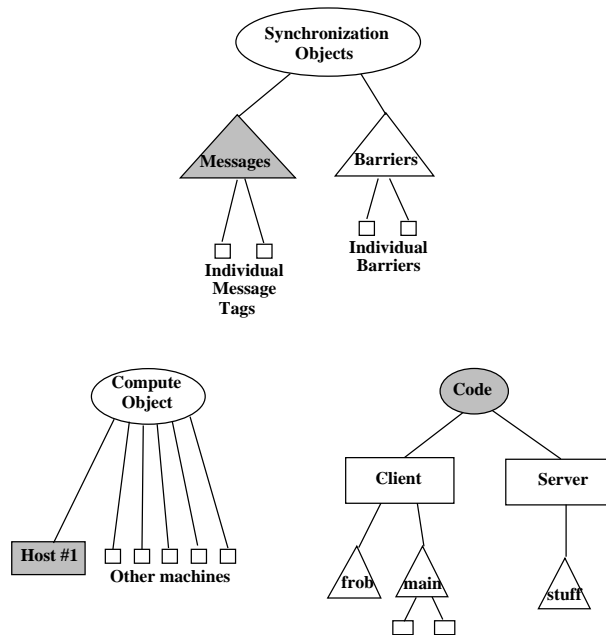 Synchronization
Objects
Messages
Barriers
Individual
Message
Tags
Individual
Barriers
Compute
Object
Host #1
Other machines
Code
Client
Server
frob
main
stuff